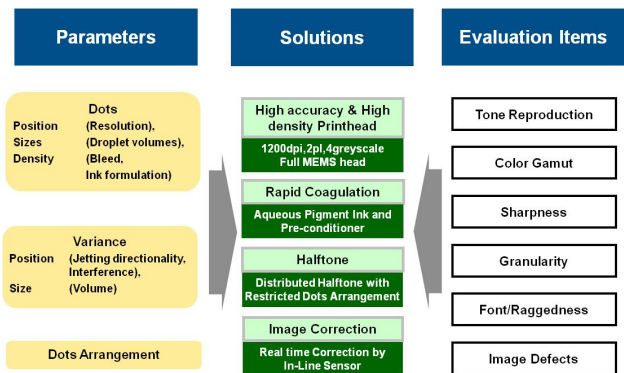 Parameters
Solutions
Evaluation Items
Dots
Position (Resolution),
Sizes (Droplet volumes),
Density (Bleed,
Ink formulation)
Variance
Position (Jetting directionality,
Interference),
Size (Volume)
Dots Arrangement
High accuracy & High
density Printhead
1200dpi,2pl,4greyscale
Full MEMS head
Rapid Coagulation
Aqueous Pigment Ink and
Pre-conditioner
Halftone
Distributed Halftone with
Restricted Dots Arrangement
Image Correction
Real time Correction by
In-Line Sensor
Tone Reproduction
Color Gamut
Sharpness
Granularity
Font/Raggedness
Image Defects